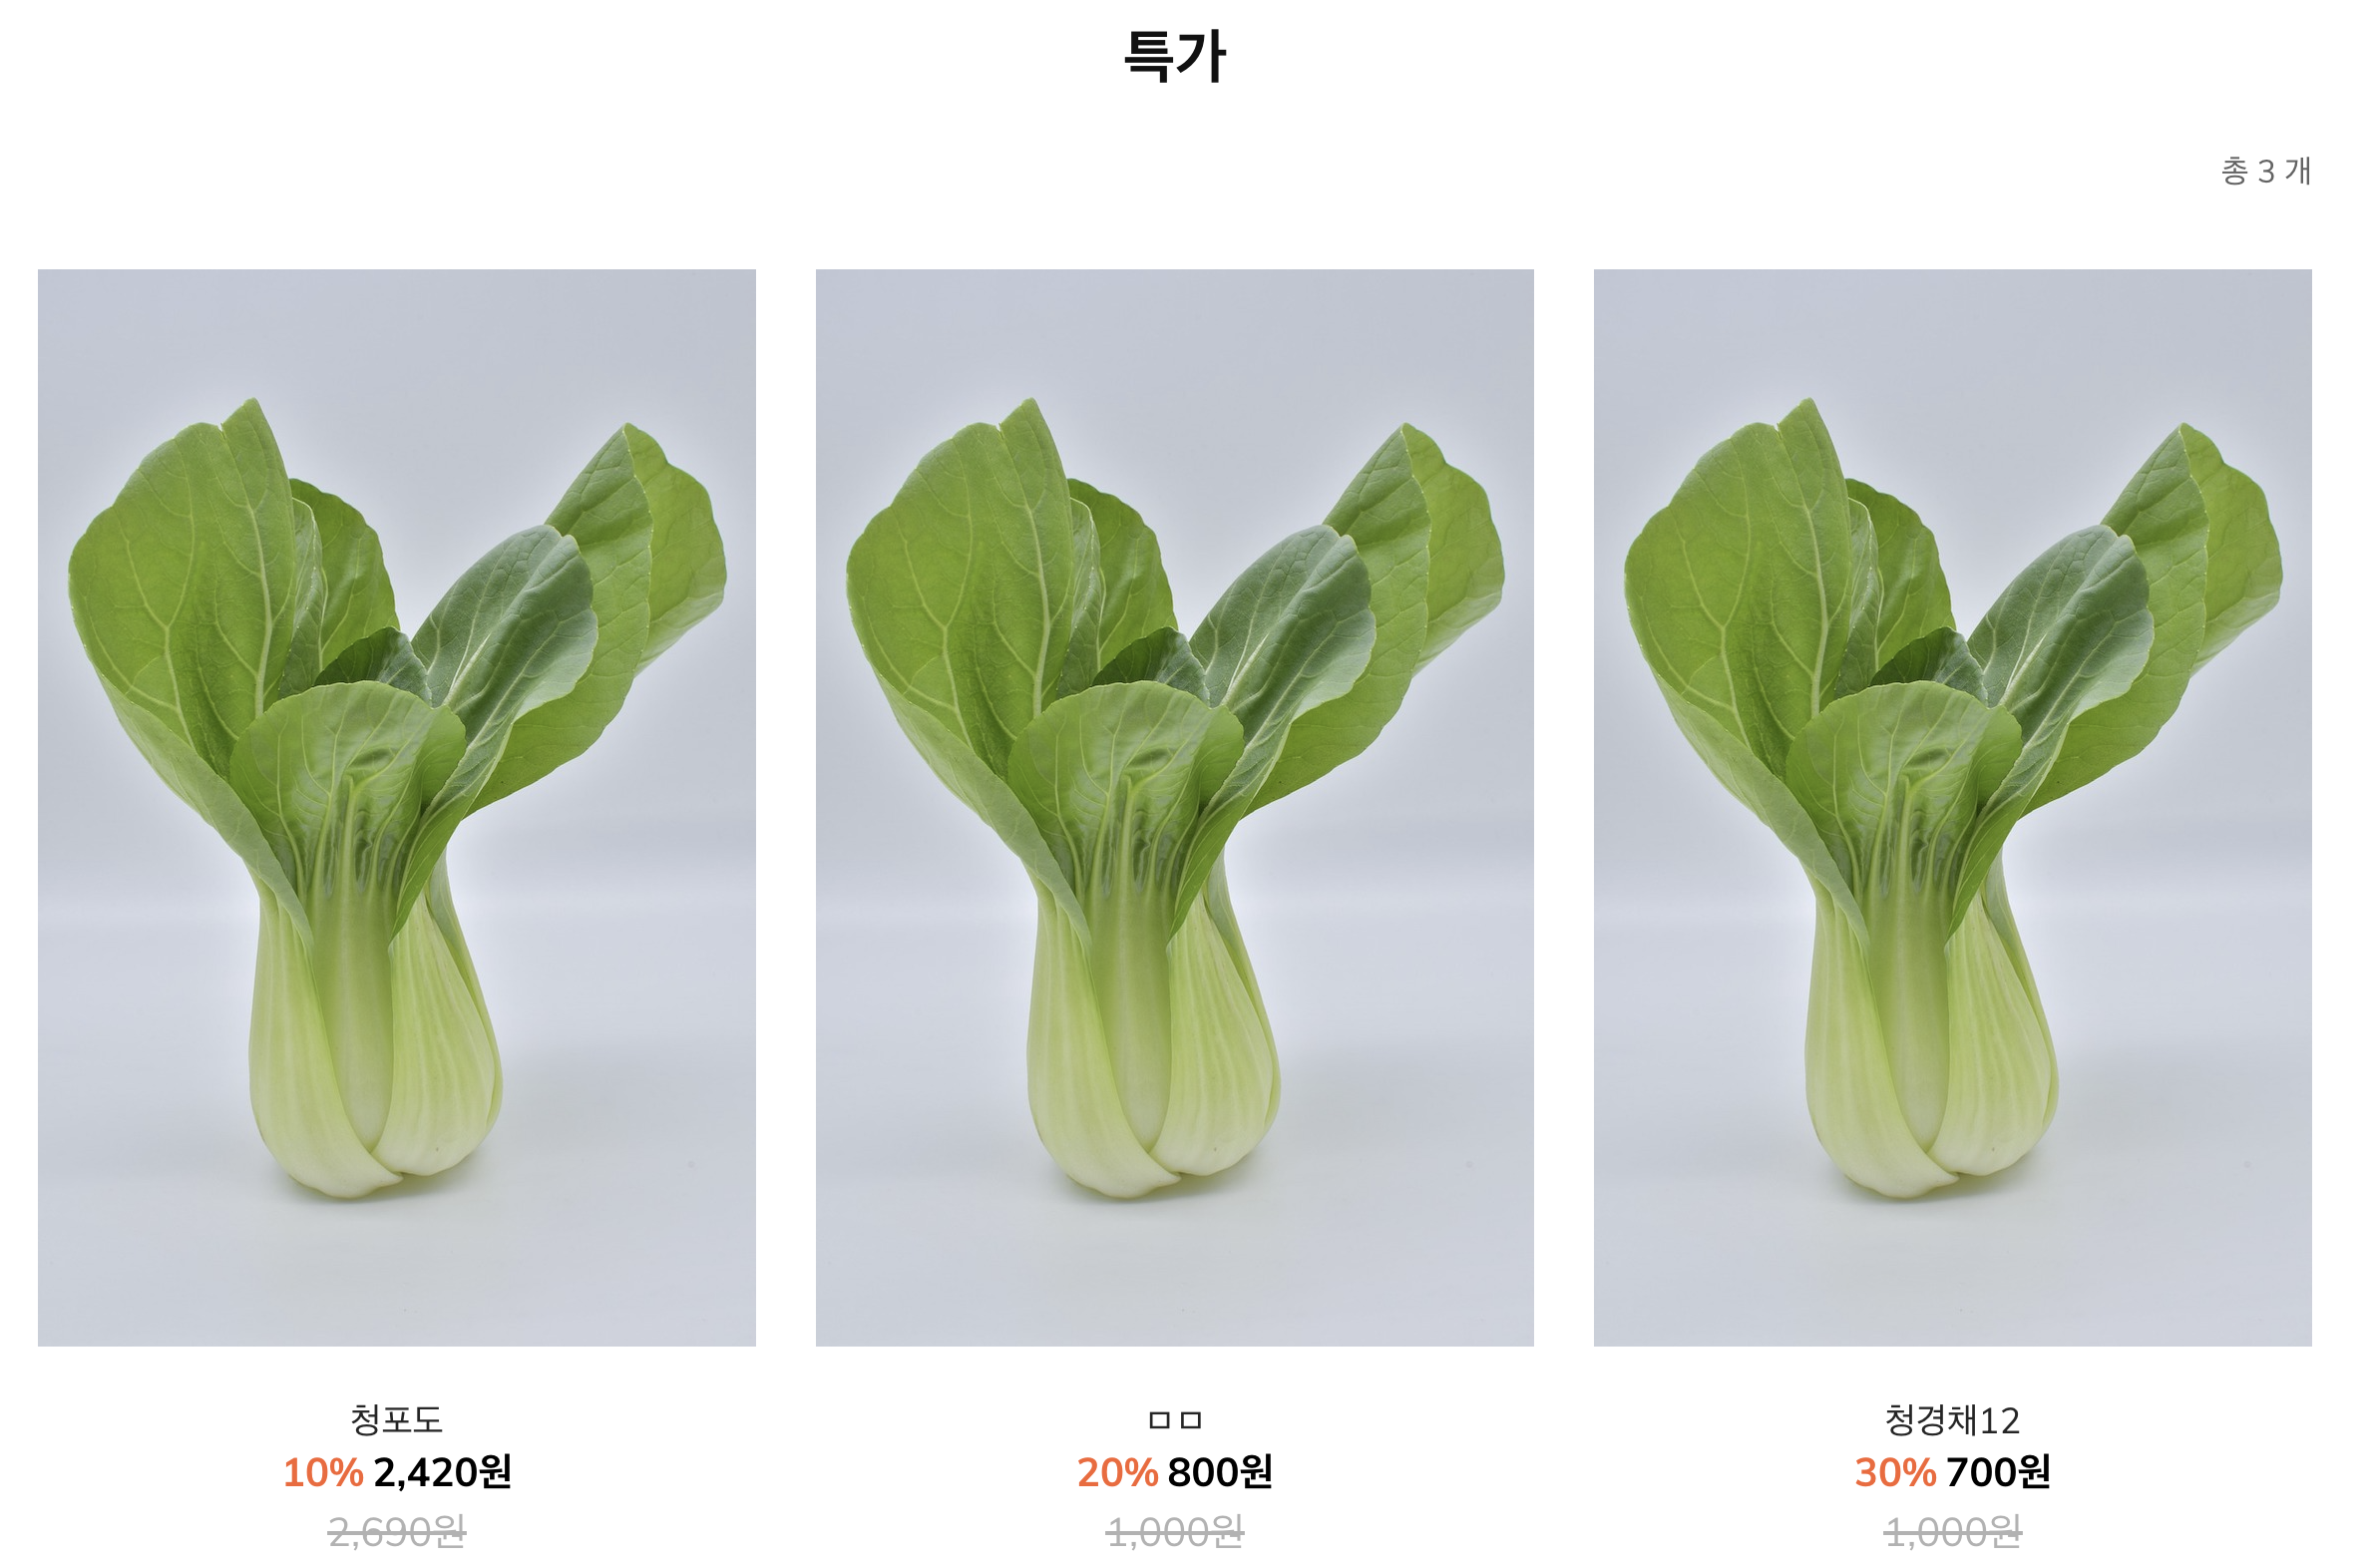 특가
총 3 개
청포도
10% 2,420원
2,690원
ㅁㅁ
20% 800원
1,000원
청경채12
30% 700원
1,000원